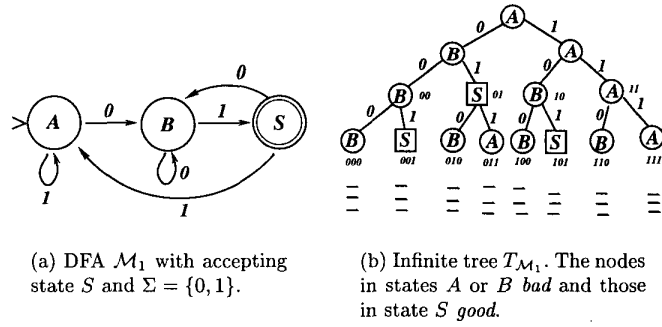 A
0 1
0
B
A
0 1 0 1
B 00 S 01 B 10 A 11
0 1 0 1 0 1 0 1
B S B A B S B A
000 001 010 011 100 101 110 111
> A 0 B 1 S
1 0 1
(a) DFA M₁ with accepting
state S and Σ = {0, 1}.
(b) Infinite tree T_M₁. The nodes
in states A or B bad and those
in state S good.